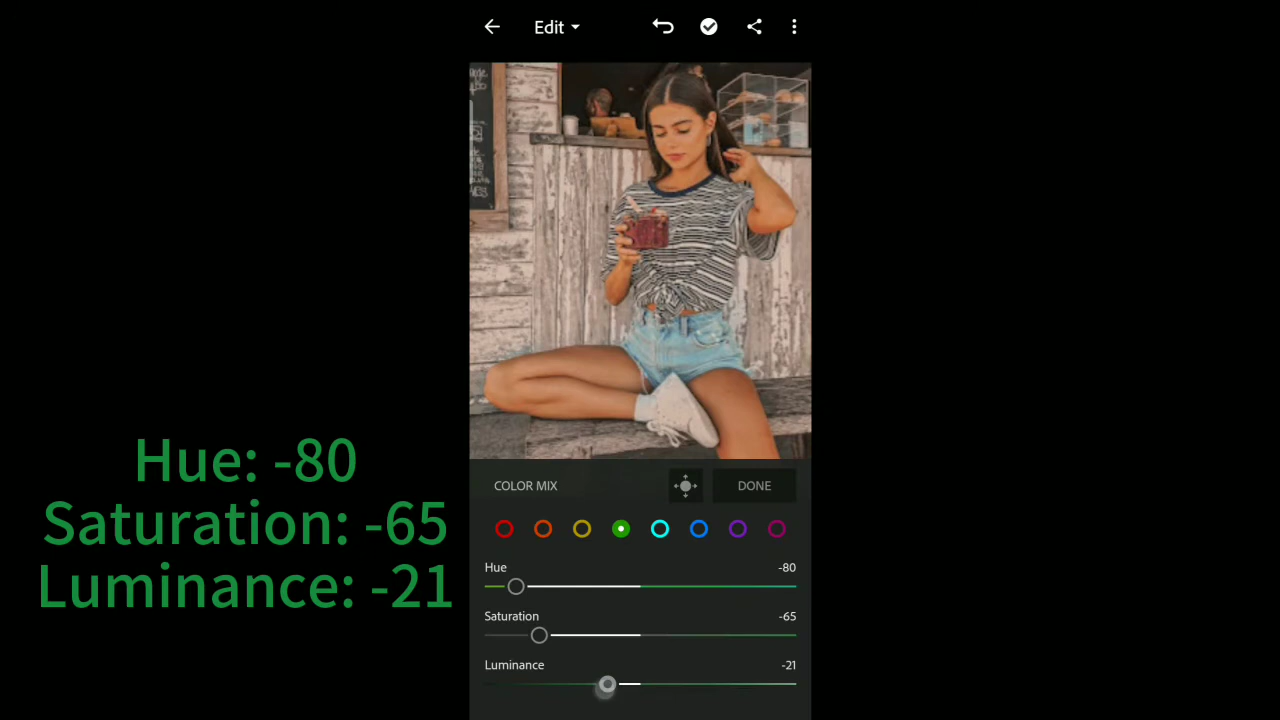 Edit
Hue: -80
Saturation: -65
Luminance: -21
COLOR MIX
DONE
Hue
-80
Saturation
-65
Luminance
-21